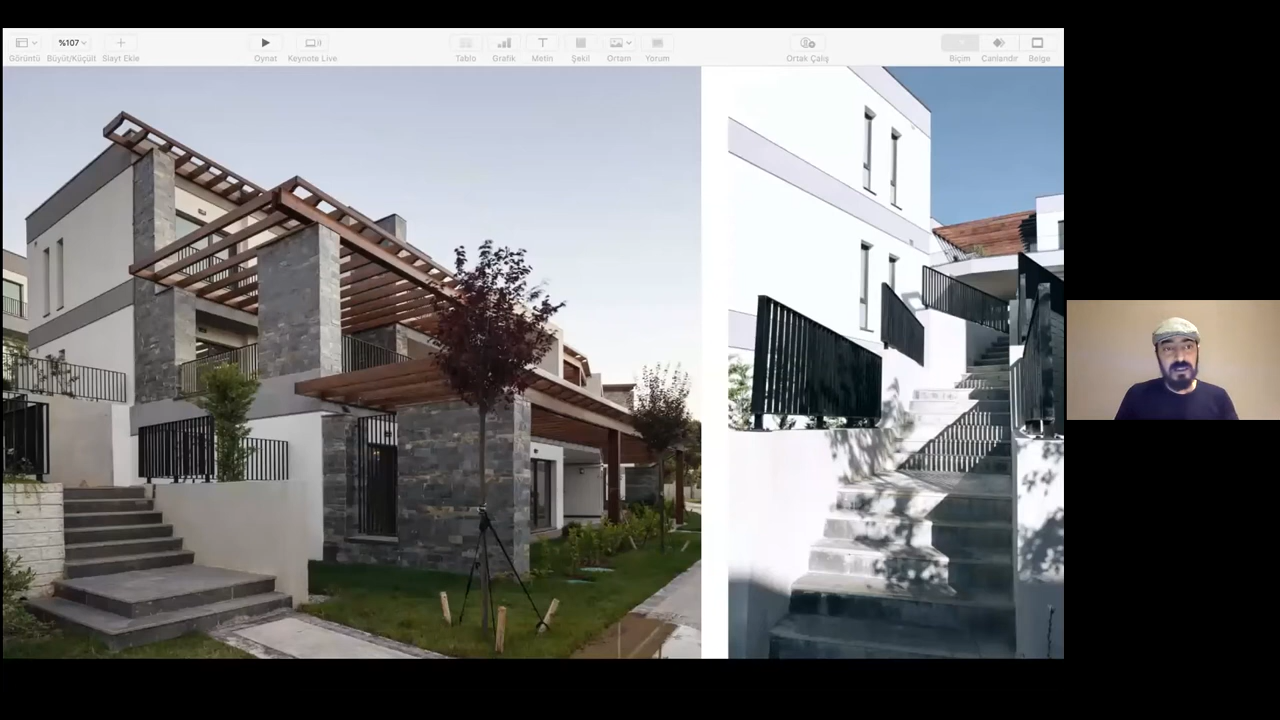 %107
Görüntü Büyüt/Küçült Slayt Ekle Oynat Keynote Live Tablo Grafik Metin Şekil Ortam Yorum Ortak Çalış Biçim Canlandır Belge